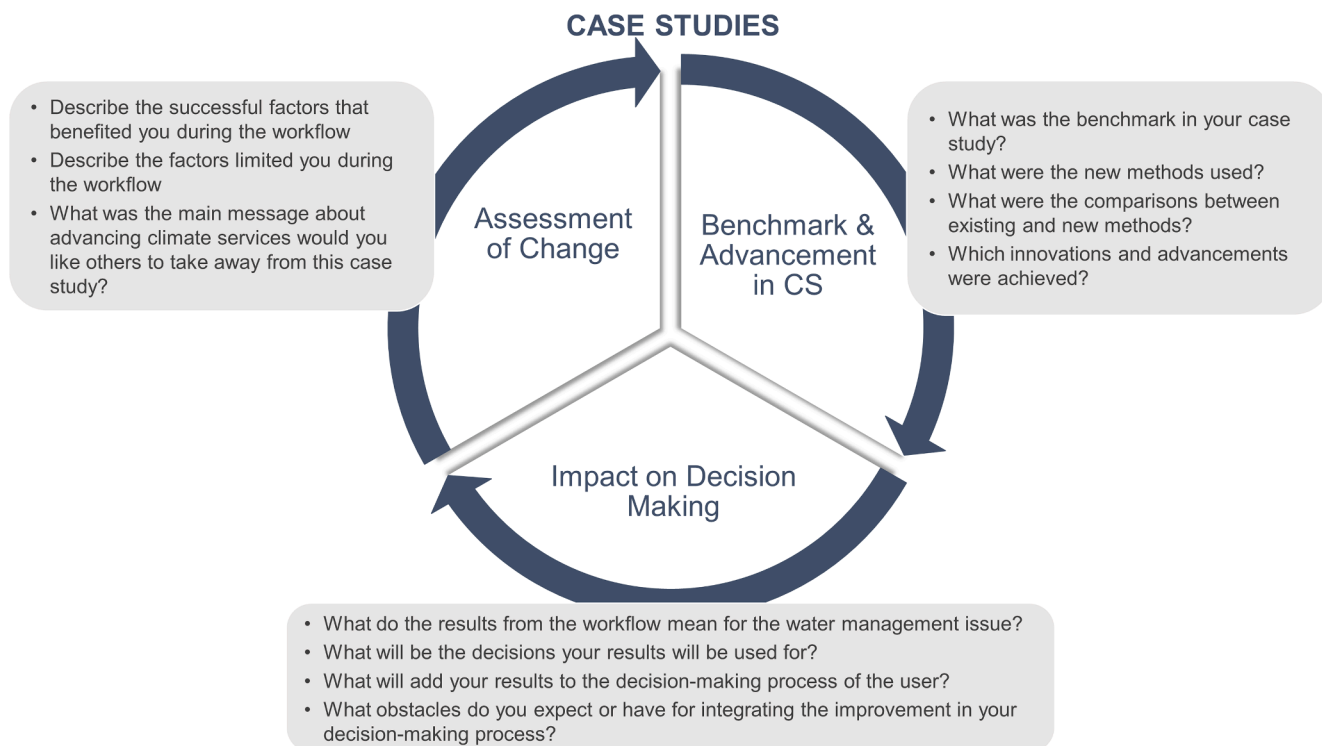 CASE STUDIES
• Describe the successful factors that
benefited you during the workflow
• Describe the factors limited you during
the workflow
• What was the main message about
advancing climate services would you
like others to take away from this case
study?
Assessment
of Change
Benchmark &
Advancement
in CS
• What was the benchmark in your case
study?
• What were the new methods used?
• What were the comparisons between
existing and new methods?
• Which innovations and advancements
were achieved?
Impact on Decision
Making
• What do the results from the workflow mean for the water management issue?
• What will be the decisions your results will be used for?
• What will add your results to the decision-making process of the user?
• What obstacles do you expect or have for integrating the improvement in your
decision-making process?